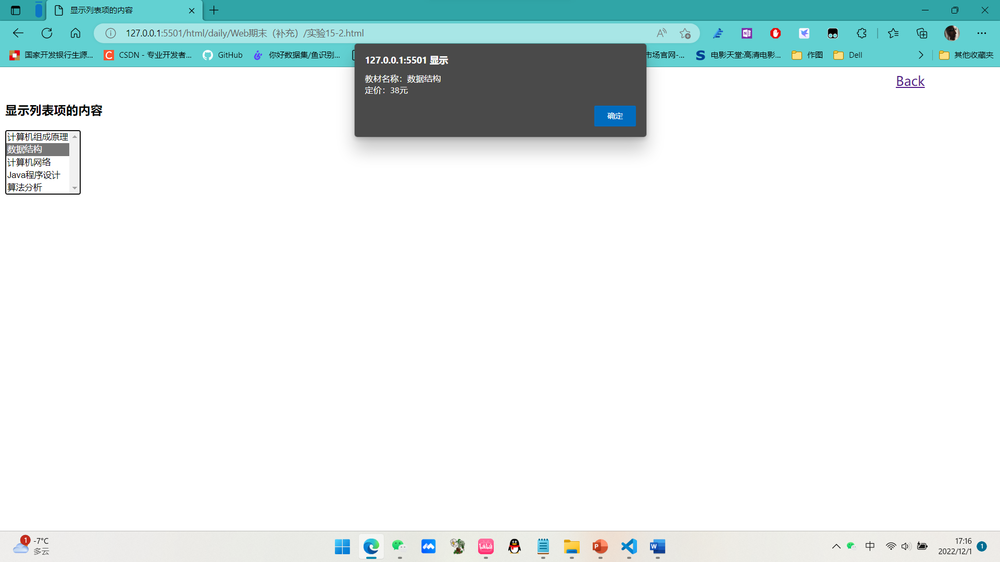 显示列表项的内容
127.0.0.1:5501/html/daily/Web期末（补充）/实验15-2.html
国家开发银行生源...
CSDN - 专业开发者...
GitHub
你好数据集/鱼识别...
市场官网-...
电影天堂:高清电影...
作图
Dell
其他收藏夹
127.0.0.1:5501 显示
教材名称：数据结构
定价：38元
确定
Back
显示列表项的内容
计算机组成原理
数据结构
计算机网络
Java程序设计
算法分析
1
-7°C
多云
bilibili
中
17:16
2022/12/1
1